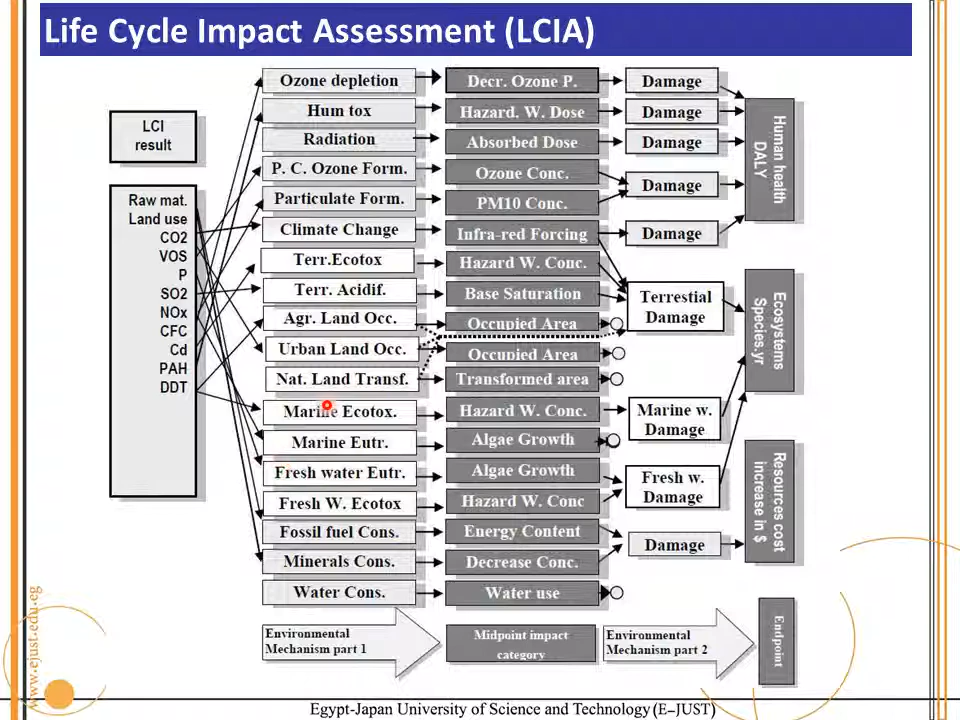 Life Cycle Impact Assessment (LCIA)
LCI
result
Raw mat.
Land use
CO2
VOS
P
SO2
NOx
CFC
Cd
PAH
DDT
Ozone depletion
Decr. Ozone P.
Damage
Hum tox
Hazard. W. Dose
Damage
Radiation
Absorbed Dose
Damage
P. C. Ozone Form.
Ozone Conc.
Damage
Particulate Form.
PM10 Conc.
Climate Change
Infra-red Forcing
Damage
Human health
DALY
Terr.Ecotox
Hazard W. Conc.
Terr. Acidif.
Base Saturation
Terrestial
Damage
Agr. Land Occ.
Occupied Area
Urban Land Occ.
Occupied Area
Nat. Land Transf.
Transformed area
Ecosystems
Species.yr
Marine Ecotox.
Hazard W. Conc.
Marine w.
Damage
Marine Eutr.
Algae Growth
Fresh water Eutr.
Algae Growth
Fresh w.
Damage
Fresh W. Ecotox
Hazard W. Conc
Fossil fuel Cons.
Energy Content
Damage
Minerals Cons.
Decrease Conc.
Resources cost
increase in $
Water Cons.
Water use
Environmental
Mechanism part 1
Midpoint impact
category
Environmental
Mechanism part 2
Endpoint
www.ejust.edu.eg
Egypt-Japan University of Science and Technology (E-JUST)